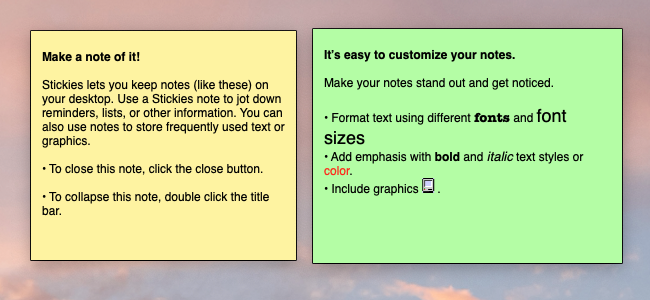 Make a note of it!
Stickies lets you keep notes (like these) on
your desktop. Use a Stickies note to jot down
reminders, lists, or other information. You can
also use notes to store frequently used text or
graphics.
• To close this note, click the close button.
• To collapse this note, double click the title
bar.
It's easy to customize your notes.
Make your notes stand out and get noticed.
• Format text using different fonts and font
sizes
• Add emphasis with bold and italic text styles or
color.
• Include graphics .